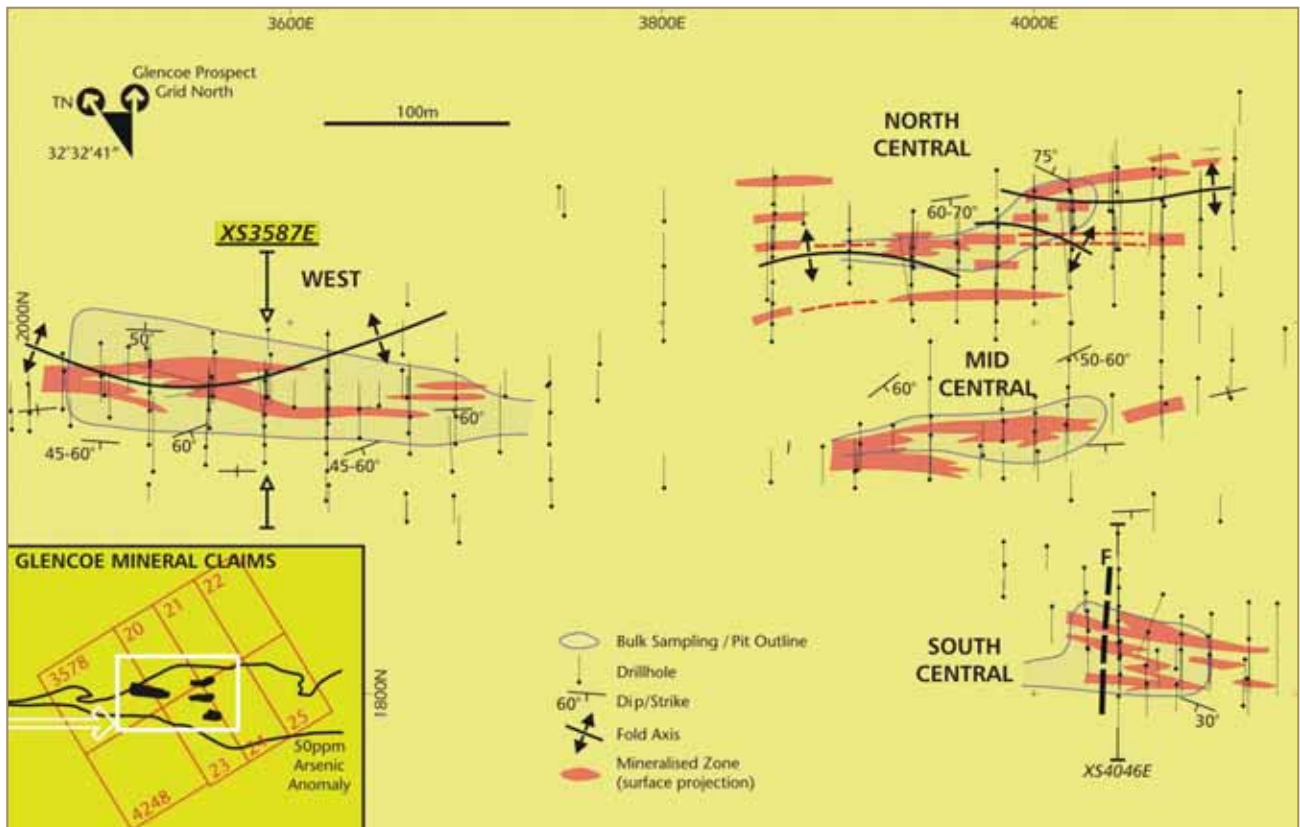 3600E
3800E
4000E
Glencoe Prospect
Grid North
TN
32'32'41"
100m
NORTH
CENTRAL
75°
60-70°
XS3587E
WEST
2000N
50°
MID
CENTRAL
50-60°
60°
60°
60°
45-60°
45-60°
GLENCOE MINERAL CLAIMS
22
21
20
3578
25
24
23
4248
50ppm
Arsenic
Anomaly
1800N
Bulk Sampling / Pit Outline
Drillhole
60°
Dip/Strike
Fold Axis
Mineralised Zone
(surface projection)
F
SOUTH
CENTRAL
30°
XS4046E